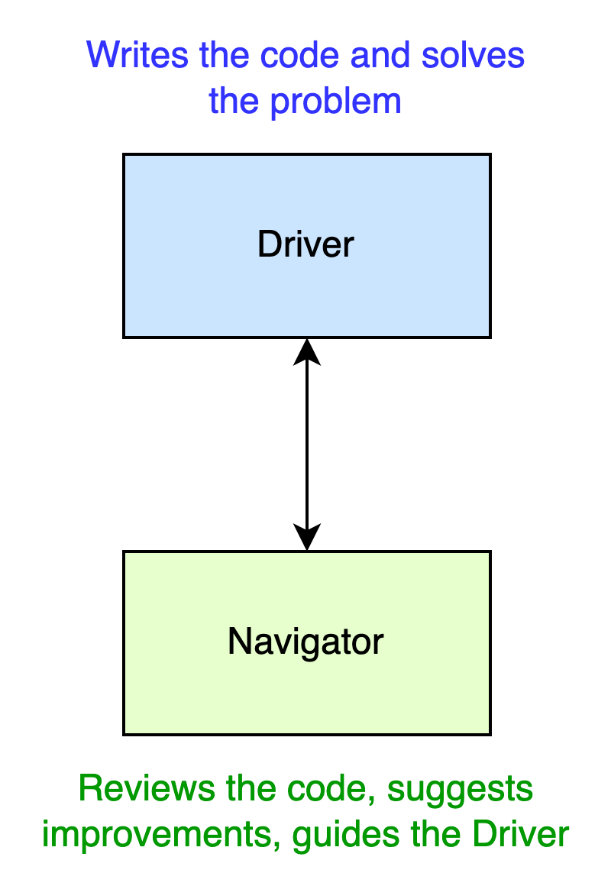 Writes the code and solves
the problem
Driver
Navigator
Reviews the code, suggests
improvements, guides the Driver